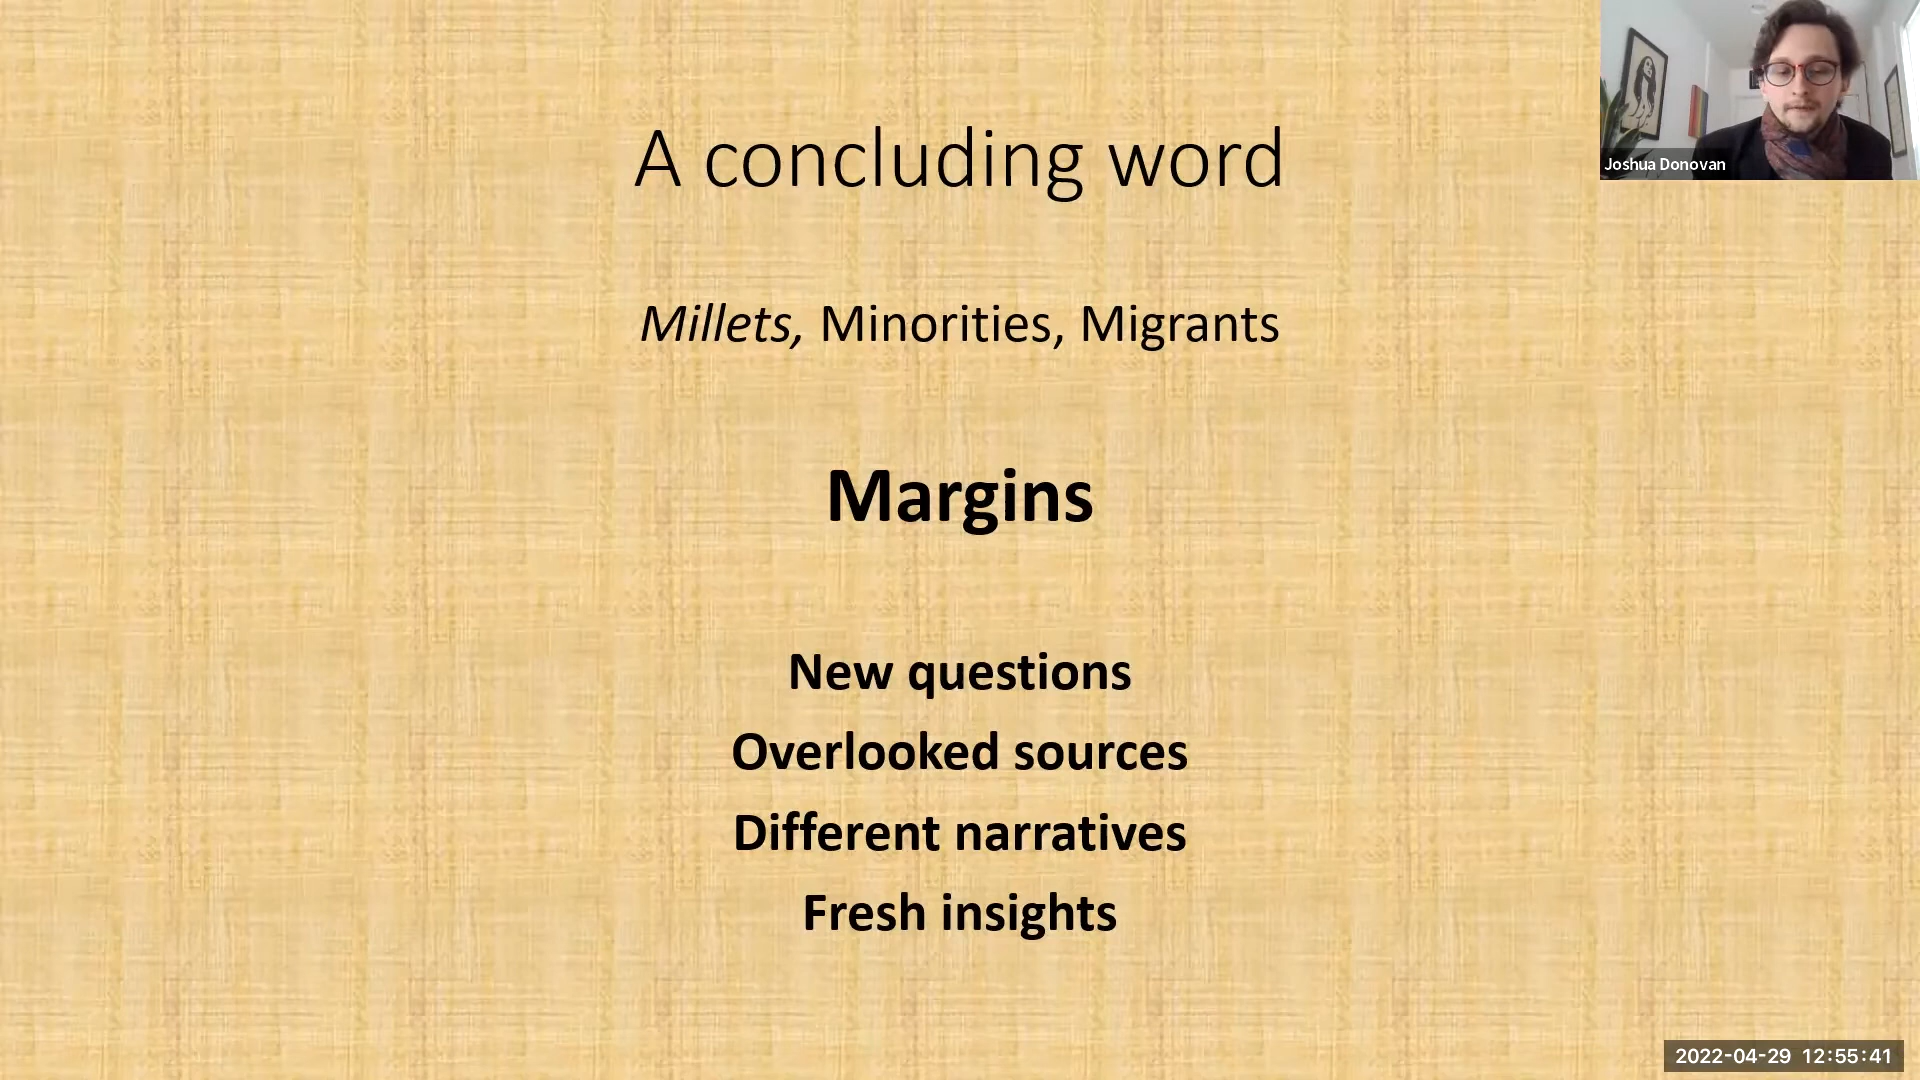 A concluding word
Joshua Donovan
Millets, Minorities, Migrants
Margins
New questions
Overlooked sources
Different narratives
Fresh insights
2022-04-29 12:55:41